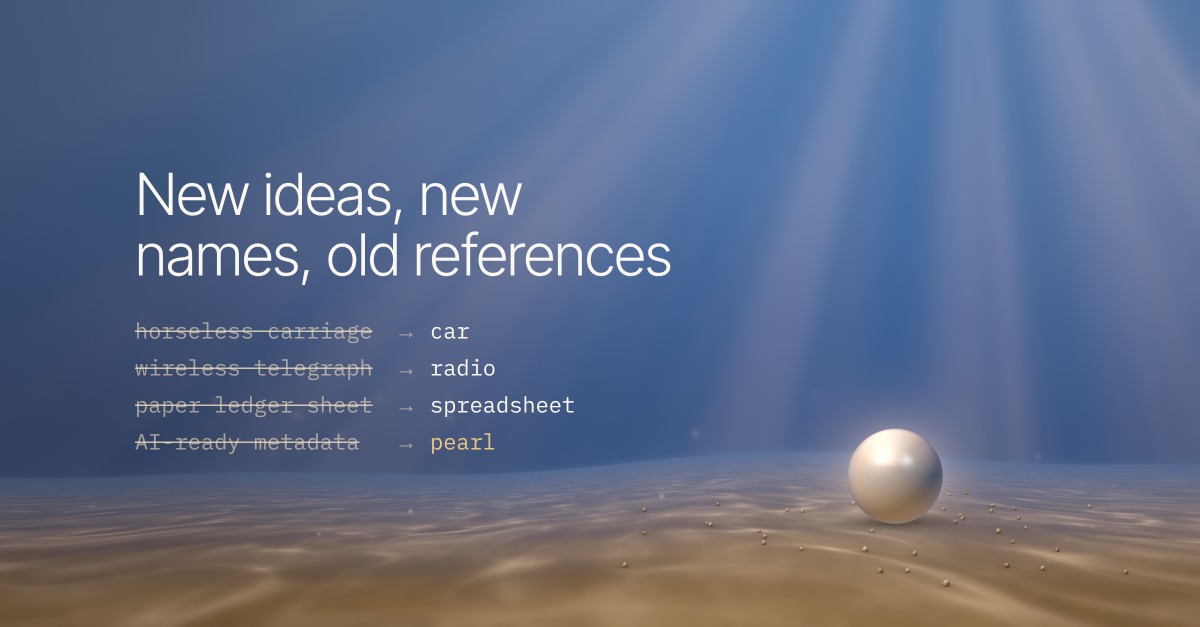 New ideas, new
names, old references
horseless carriage → car
wireless telegraph → radio
paper ledger sheet → spreadsheet
AI-ready metadata → pearl